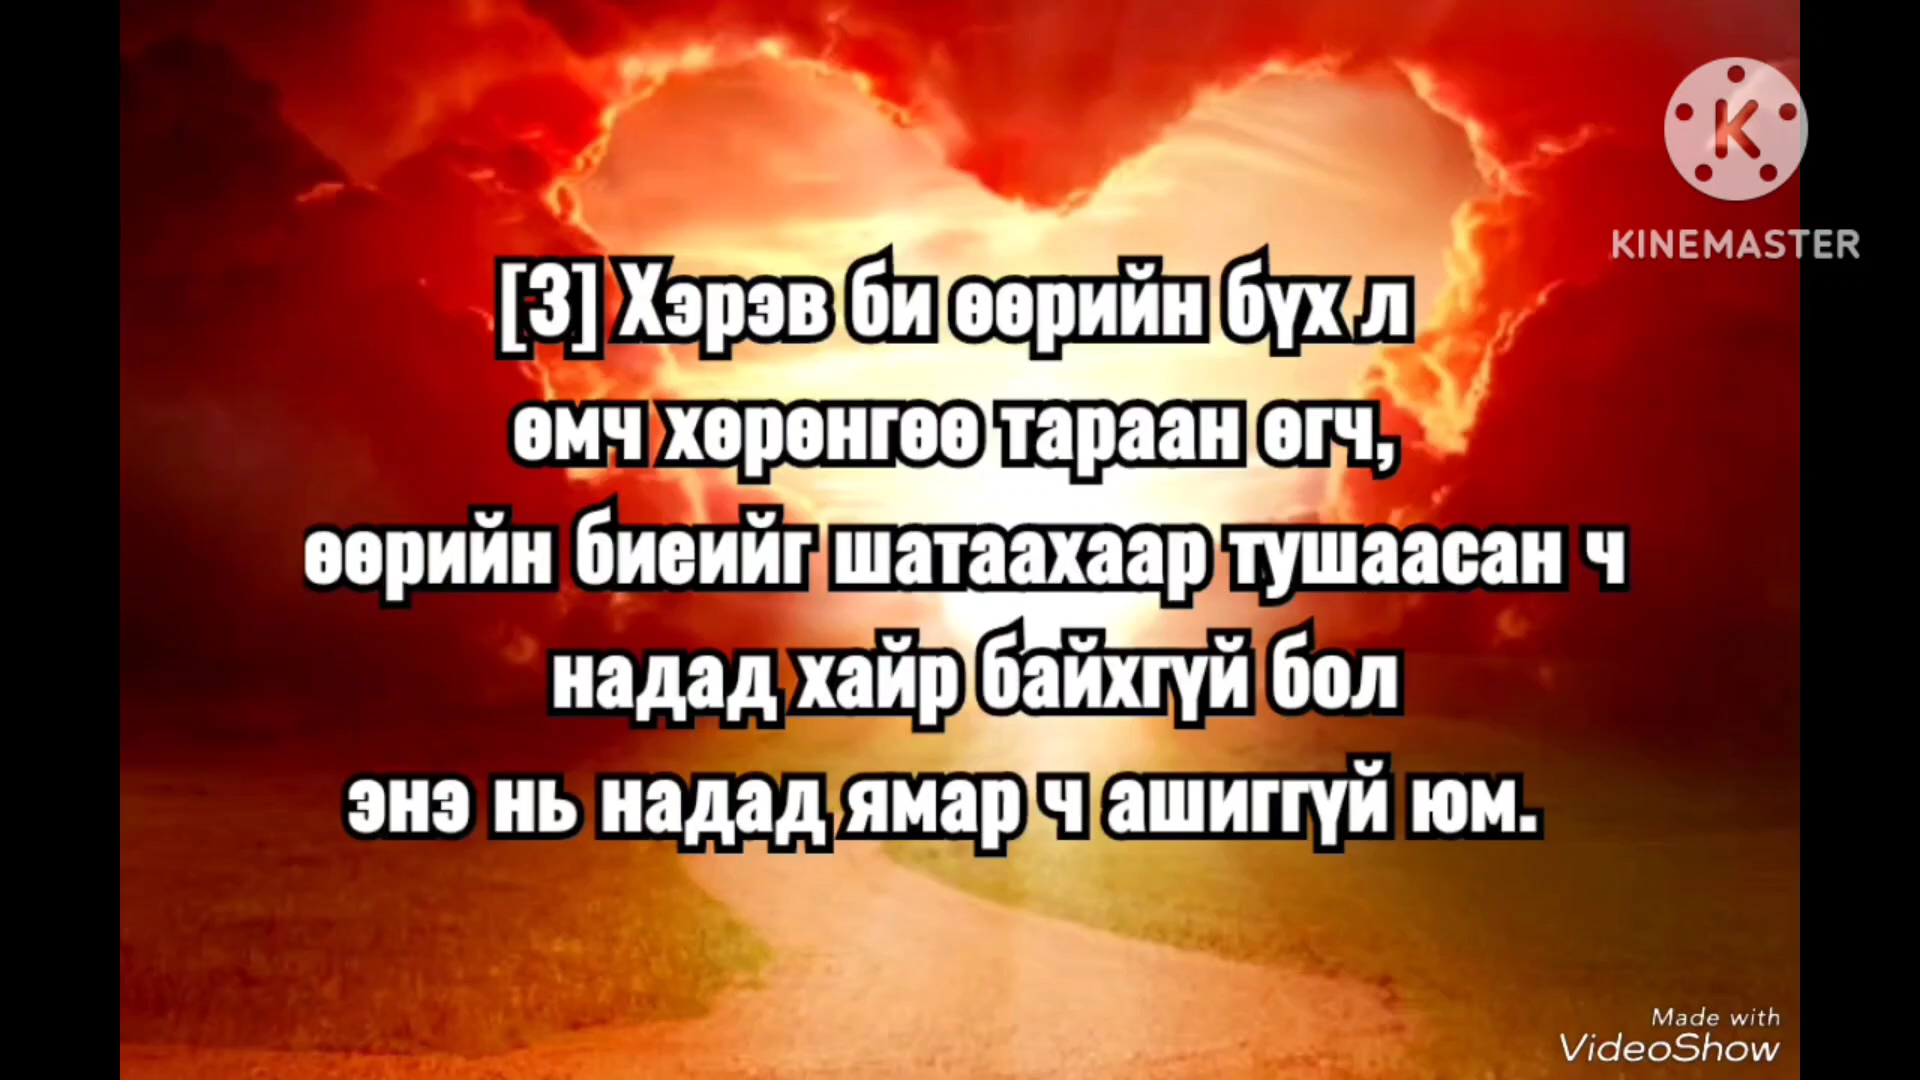 [3] Хэрэв би өөрийн бүх л
өмч хөрөнгөө тараан өгч,
өөрийн биеийг шатаахаар тушаасан ч
надад хайр байхгүй бол
энэ нь надад ямар ч ашиггүй юм.
K
KINEMASTER
Made with
VideoShow